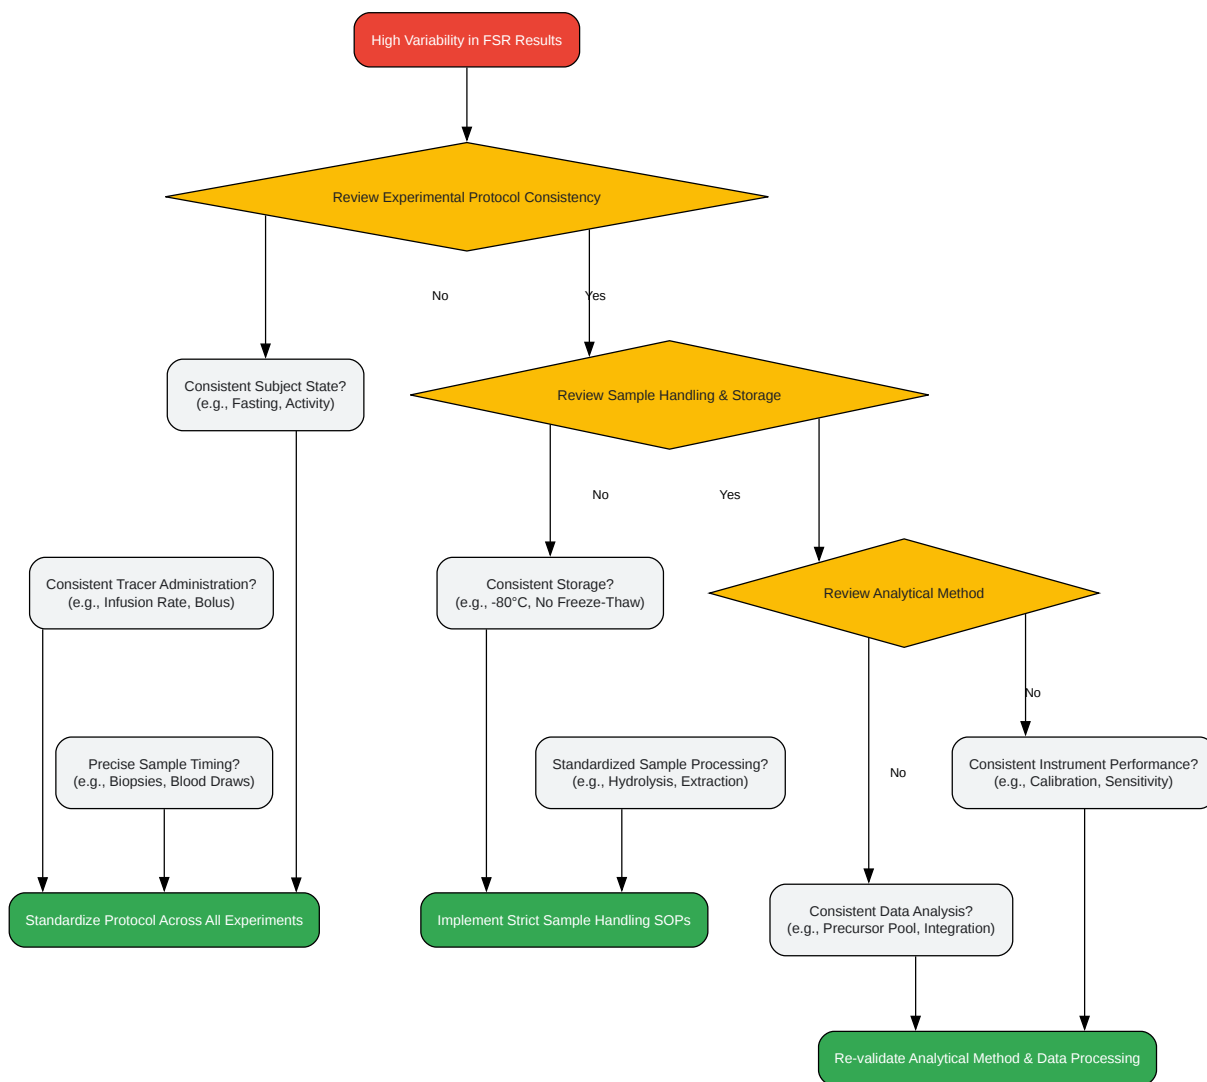 High Variability in FSR Results
Review Experimental Protocol Consistency
No
Yes
Consistent Subject State?
(e.g., Fasting, Activity)
Review Sample Handling & Storage
No
Yes
Consistent Tracer Administration?
(e.g., Infusion Rate, Bolus)
Consistent Storage?
(e.g., -80°C, No Freeze-Thaw)
Review Analytical Method
No
Precise Sample Timing?
(e.g., Biopsies, Blood Draws)
Standardized Sample Processing?
(e.g., Hydrolysis, Extraction)
No
Consistent Instrument Performance?
(e.g., Calibration, Sensitivity)
Standardize Protocol Across All Experiments
Implement Strict Sample Handling SOPs
Consistent Data Analysis?
(e.g., Precursor Pool, Integration)
Re-validate Analytical Method & Data Processing